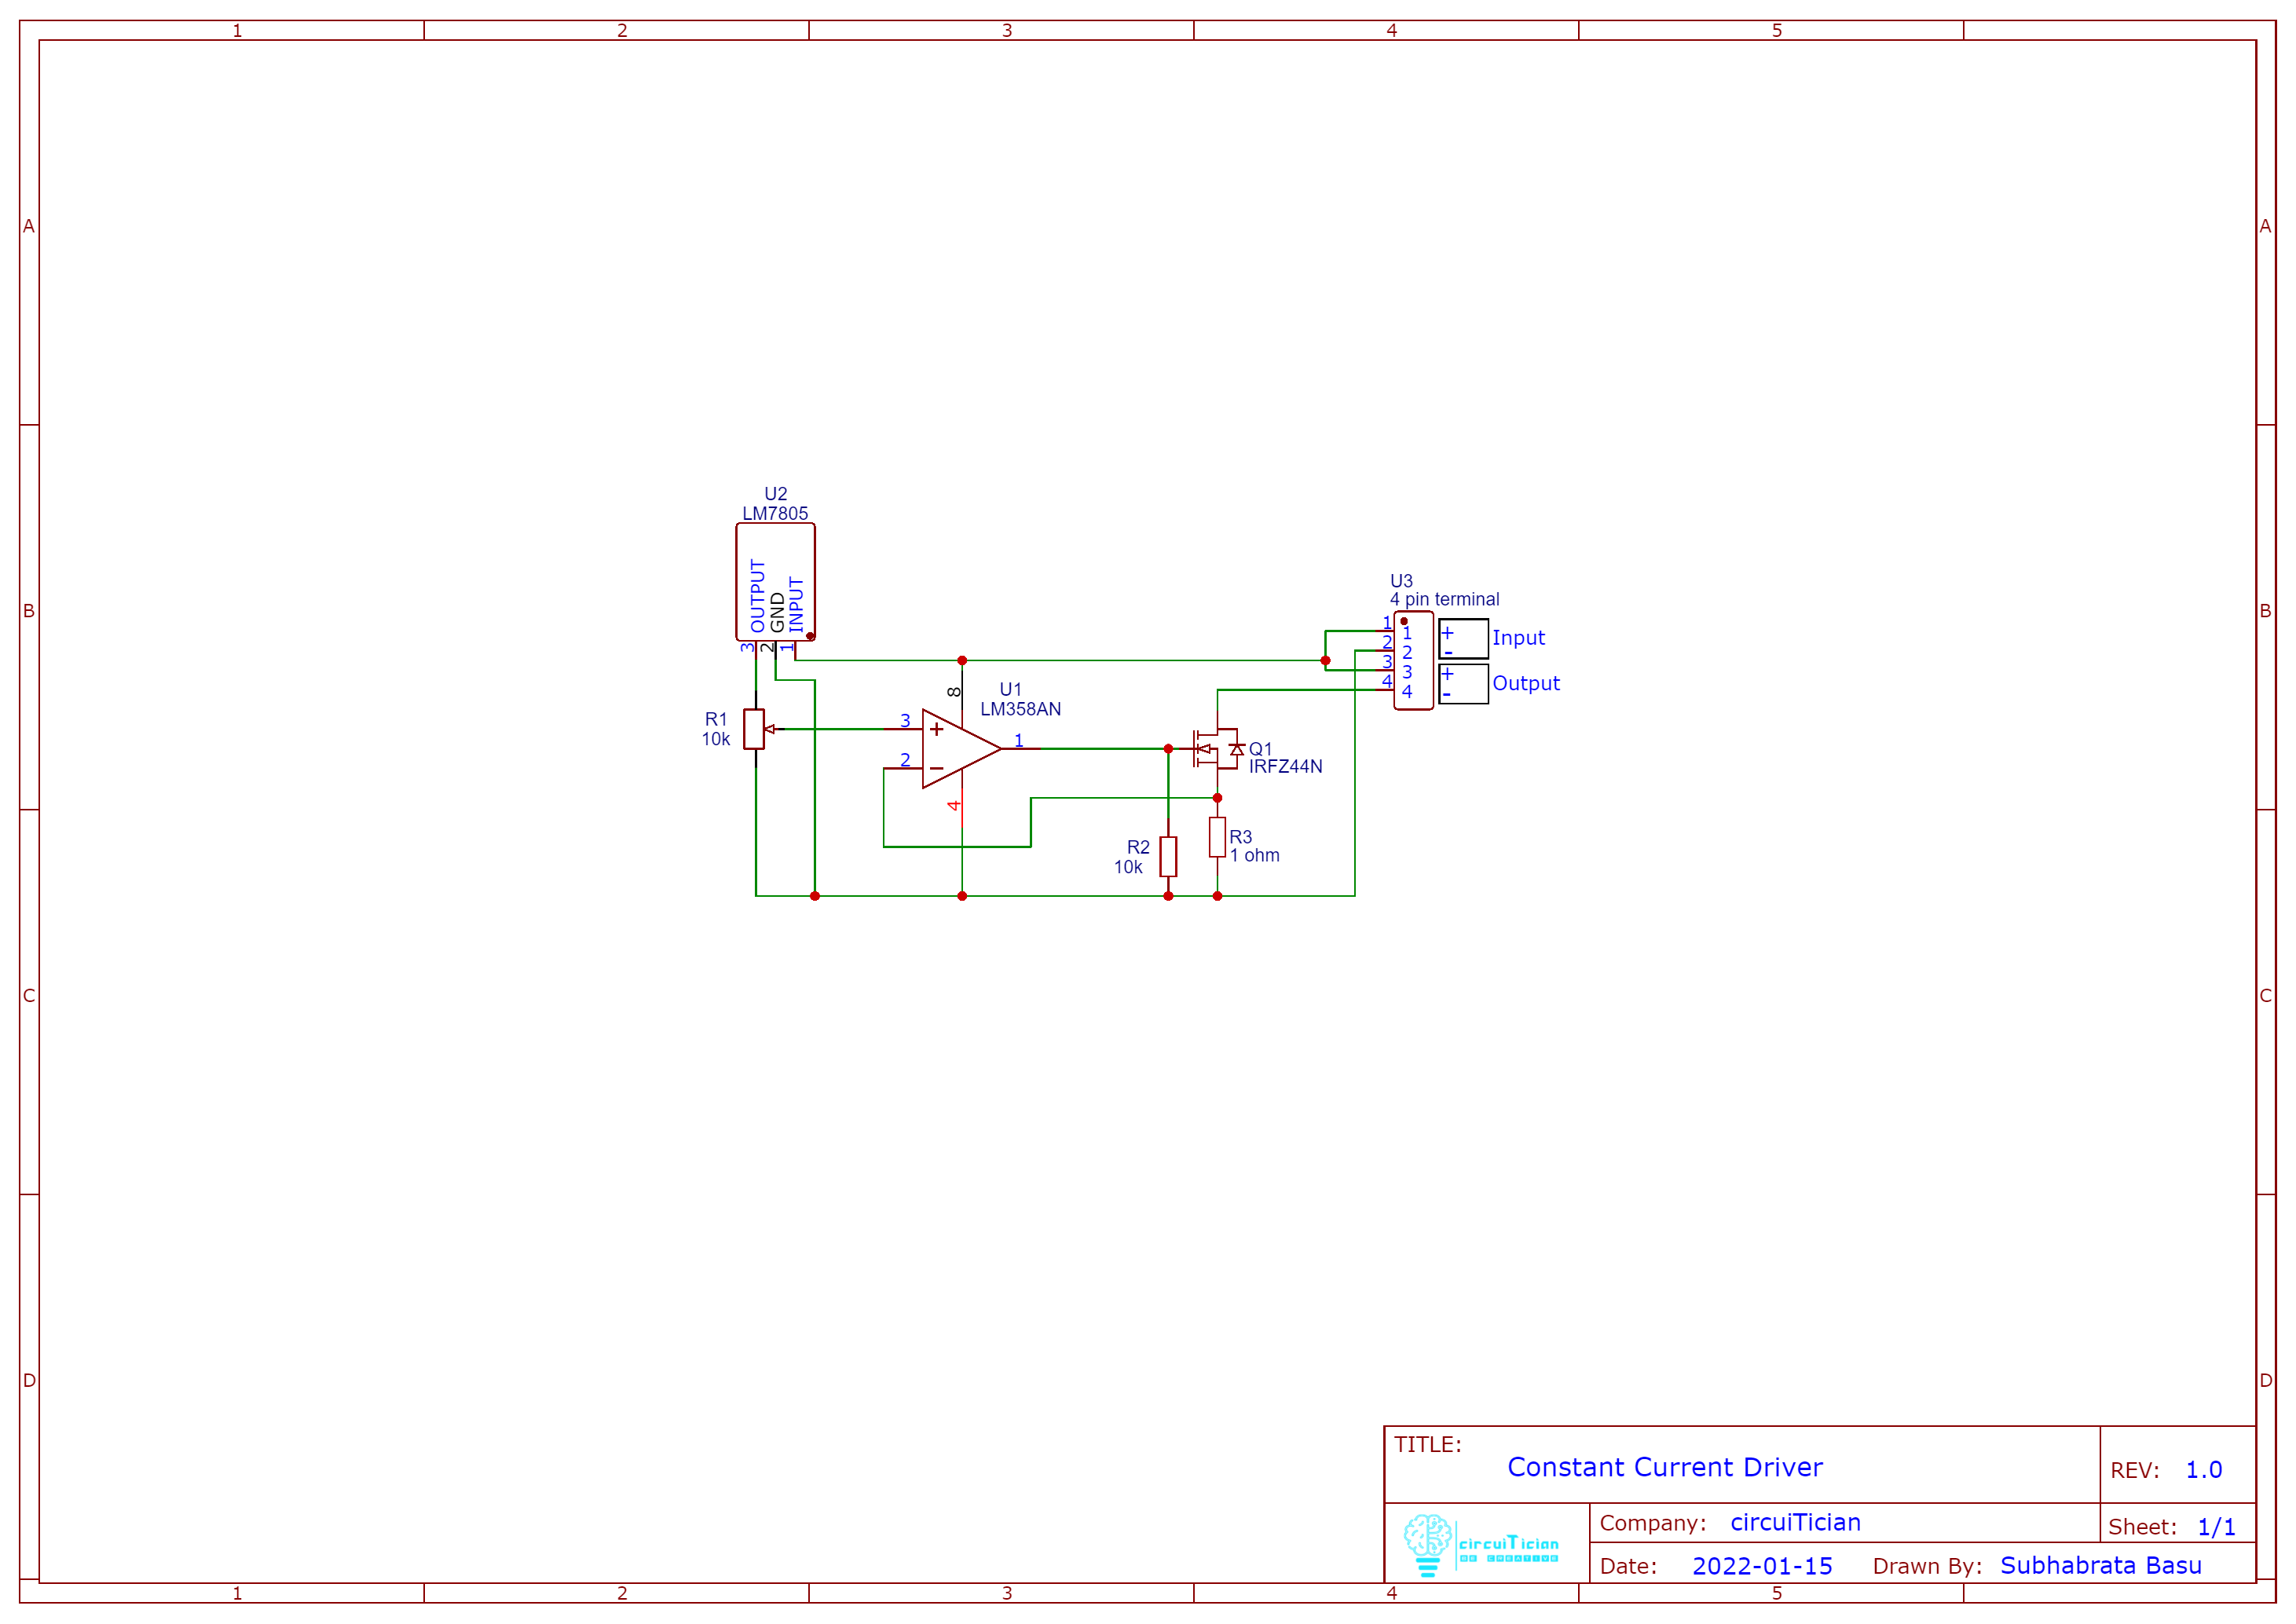 1 2 3 4 5
A A
U2
LM7805
OUTPUT
GND
INPUT
3 2 1
U3
4 pin terminal
1 1 + Input
2 2 -
3 3 + Output
4 4 -
B B
8
U1
LM358AN
R1
10k
3
2
1
4
Q1
IRFZ44N
R2
10k
R3
1 ohm
C C
D D
TITLE:
Constant Current Driver
REV: 1.0
circuiTician
Company: circuiTician
Sheet: 1/1
Date: 2022-01-15
Drawn By: Subhabrata Basu
1 2 3 4 5